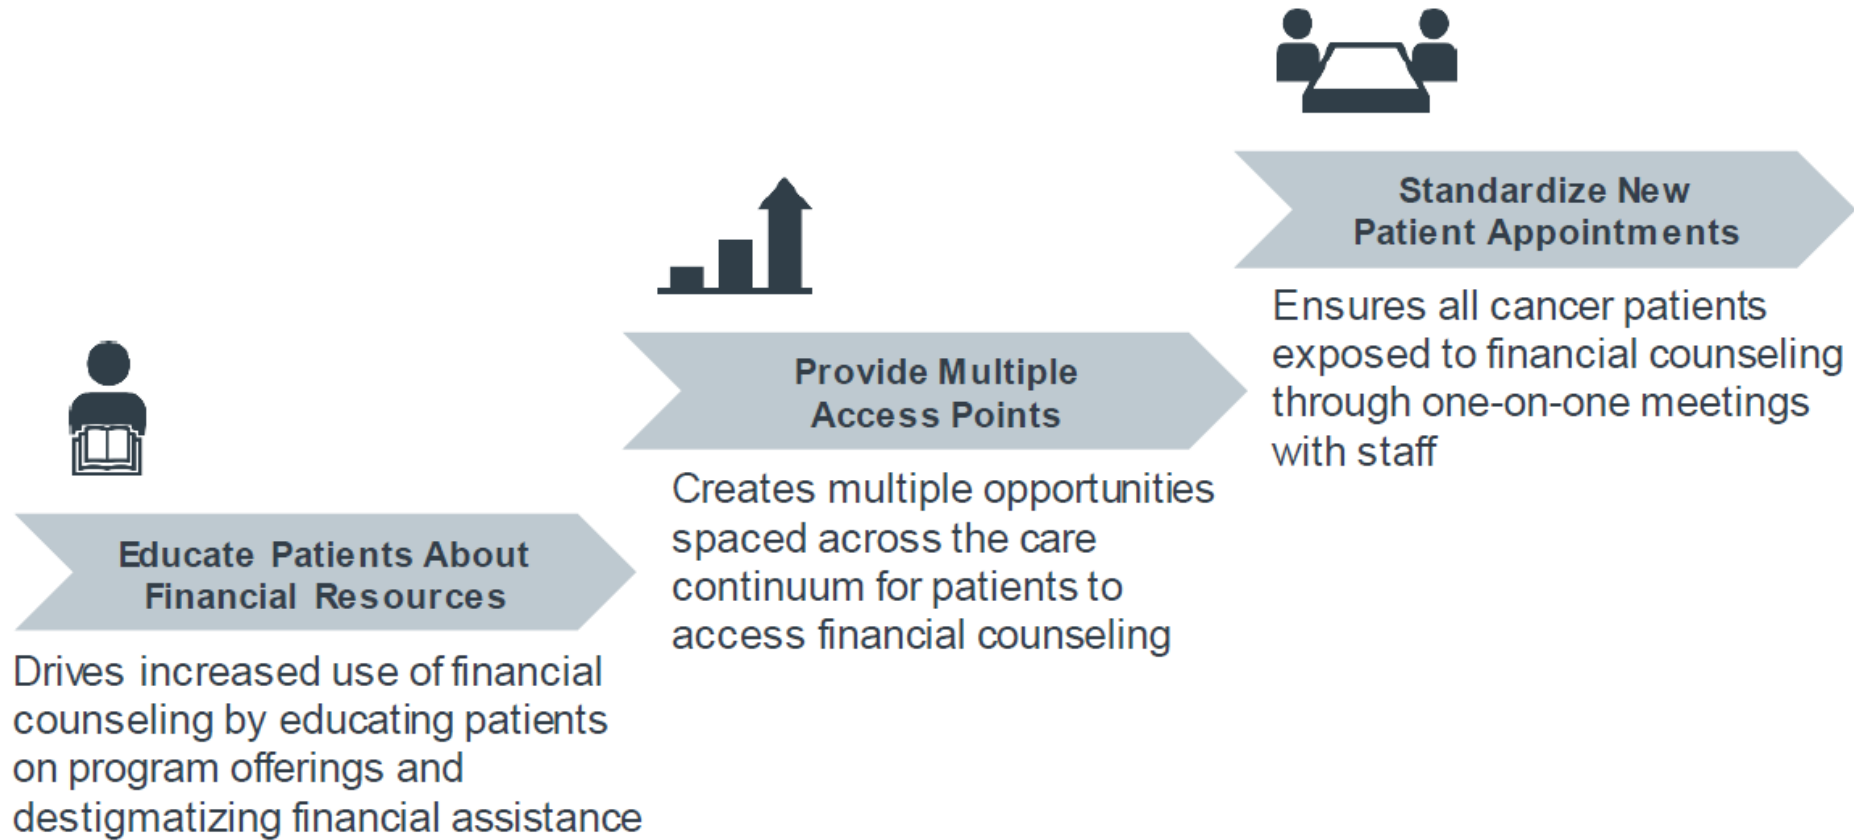 Educate Patients About
Financial Resources
Drives increased use of financial
counseling by educating patients
on program offerings and
destigmatizing financial assistance
Provide Multiple
Access Points
Creates multiple opportunities
spaced across the care
continuum for patients to
access financial counseling
Standardize New
Patient Appointments
Ensures all cancer patients
exposed to financial counseling
through one-on-one meetings
with staff